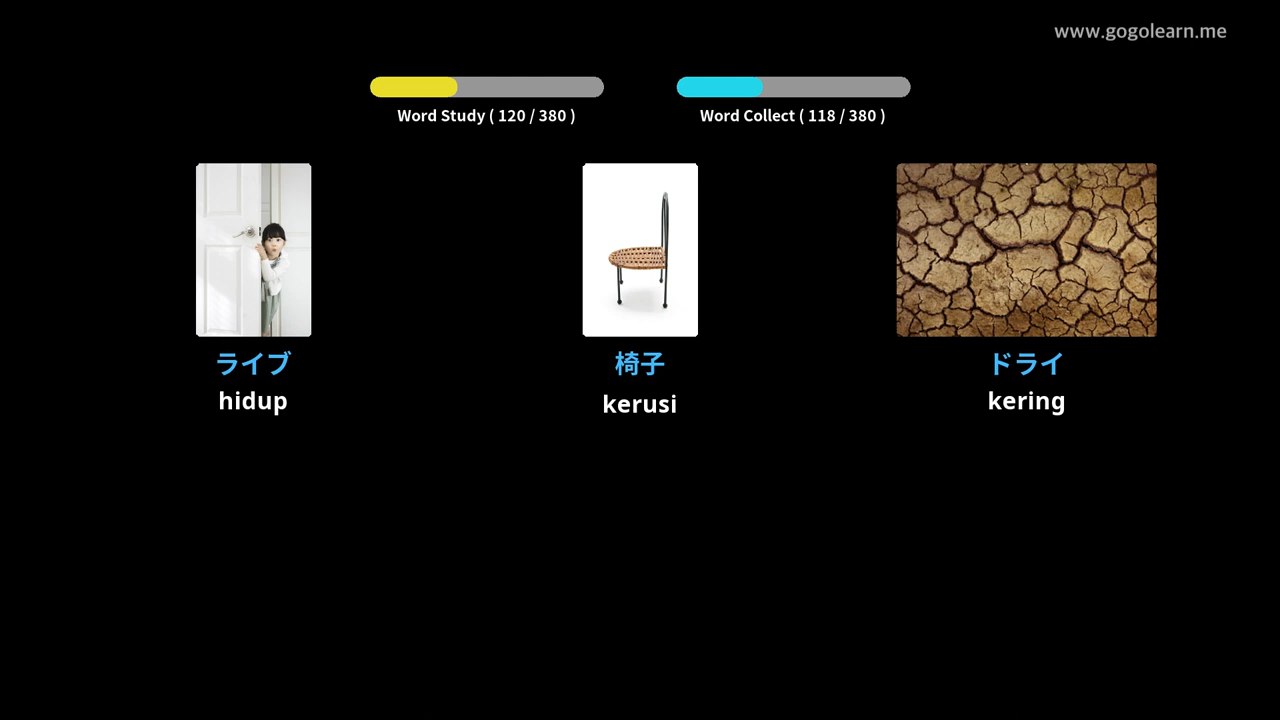 www.gogolearn.me
Word Study ( 120 / 380 )
Word Collect ( 118 / 380 )
ライブ
hidup
椅子
kerusi
ドライ
kering